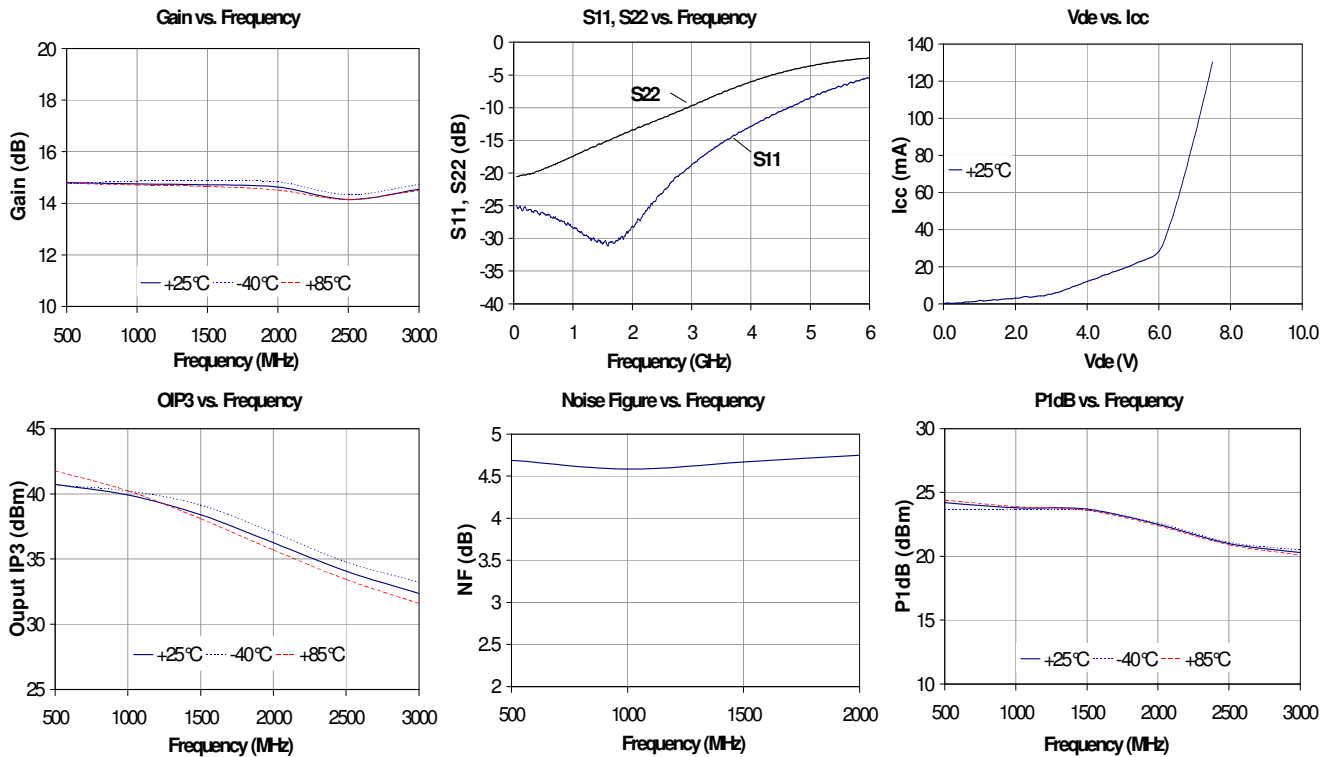 Gain vs. Frequency
20
18
16
14
12
10
Gain (dB)
+25°C
-40°C
+85°C
500 1000 1500 2000 2500 3000
Frequency (MHz)
S11, S22 vs. Frequency
0
-5
-10
-15
-20
-25
-30
-35
-40
S11, S22 (dB)
S22
S11
0 1 2 3 4 5 6
Frequency (GHz)
Vde vs. Icc
140
120
100
80
60
40
20
0
Icc (mA)
+25°C
0.0 2.0 4.0 6.0 8.0 10.0
Vde (V)
OIP3 vs. Frequency
45
40
35
30
25
Ouput IP3 (dBm)
+25°C
-40°C
+85°C
500 1000 1500 2000 2500 3000
Frequency (MHz)
Noise Figure vs. Frequency
5
4.5
4
3.5
3
2.5
2
NF (dB)
500 1000 1500 2000
Frequency (MHz)
P1dB vs. Frequency
30
25
20
15
10
P1dB (dBm)
+25°C
-40°C
+85°C
500 1000 1500 2000 2500 3000
Frequency (MHz)